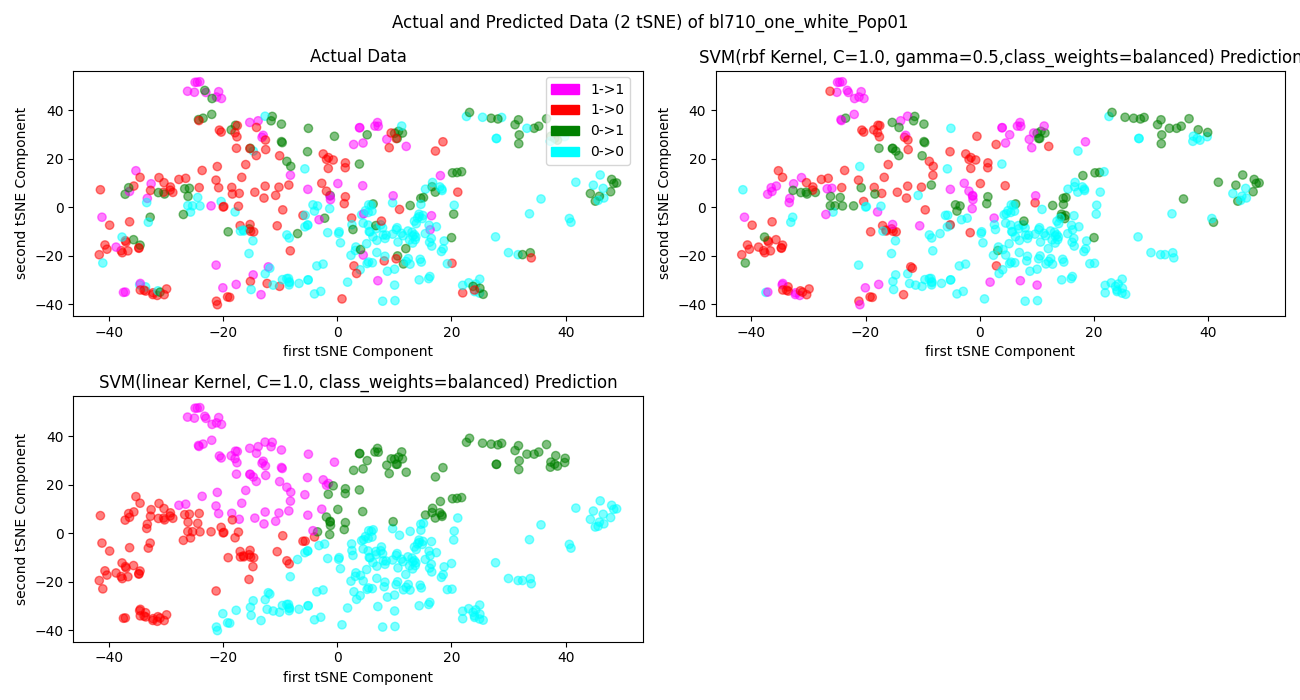 Actual and Predicted Data (2 tSNE) of bl710_one_white_Pop01
Actual Data
second tSNE Component
40
20
0
−20
−40
−40 −20 0 20 40
first tSNE Component
1->1
1->0
0->1
0->0
SVM(rbf Kernel, C=1.0, gamma=0.5,class_weights=balanced) Prediction
second tSNE Component
40
20
0
−20
−40
−40 −20 0 20 40
first tSNE Component
SVM(linear Kernel, C=1.0, class_weights=balanced) Prediction
second tSNE Component
40
20
0
−20
−40
−40 −20 0 20 40
first tSNE Component